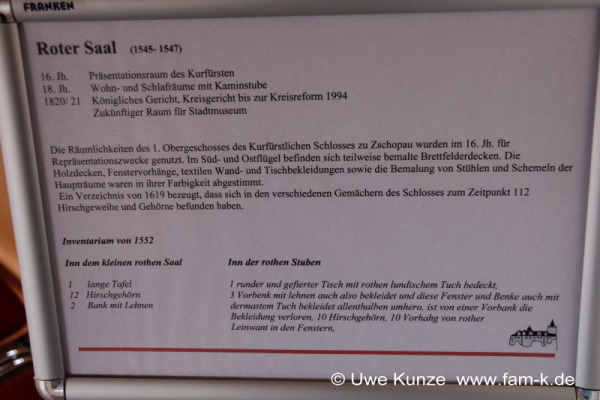 FRANKEN
Roter Saal (1545- 1547)
16. Jh. Präsentationsraum des Kurfürsten
18. Jh. Wohn- und Schlafräume mit Kaminstube
1820/ 21 Königliches Gericht, Kreisgericht bis zur Kreisreform 1994
Zukünftiger Raum für Stadtmuseum
Die Räumlichkeiten des 1. Obergeschosses des Kurfürstlichen Schlosses zu Zschopau wurden im 16. Jh. für
Repräsentationszwecke genutzt. Im Süd- und Ostflügel befinden sich teilweise bemalte Brettfelderdecken. Die
Holzdecken, Fenstervorhänge, textilen Wand- und Tischbekleidungen sowie die Bemalung von Stühlen und Schemeln der
Haupträume waren in ihrer Farbigkeit abgestimmt.
Ein Verzeichnis von 1619 bezeugt, dass sich in den verschiedenen Gemächern des Schlosses zum Zeitpunkt 112
Hirschgeweihe und Gehörne befunden haben.
Inventarium von 1552
Inn dem kleinen rothen Saal
1 lange Tafel
12 Hirschgehörn
2 Bank mit Lehnen
Inn der rothen Stuben
1 runder und gefierter Tisch mit rothen lundischem Tuch bedeckt,
3 Vorbenk mit lehnen auch also bekleidet und diese Fenster und Benke auch mit
dermastem Tuch bekleidet allenthalben umhero, ist von einer Vorbank die
Bekleidung verloren, 10 Hirschgehörn, 10 Vorhahg von rother
Leinwant in den Fenstern,
© Uwe Kunze www.fam-k.de